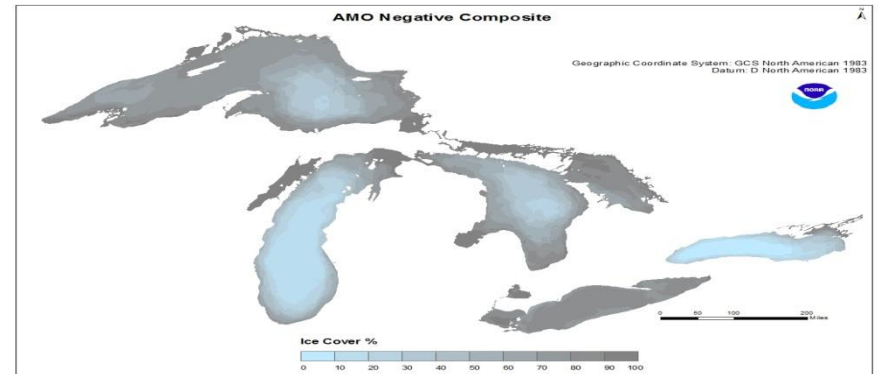 AMO Negative Composite
N
Geographic Coordinate System: GCS North American 1983
Datum: D North American 1983
NOAA
0 50 100 200
Miles
Ice Cover %
0 10 20 30 40 50 60 70 80 90 100